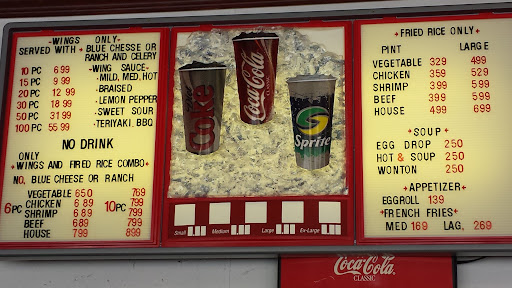 WINGS ONLY
SERVED WITH BLUE CHESSE OR
RANCH AND CELERY
10 PC 6 99
15 PC 9 99
20 PC 12 99
30 PC 18 99
50 PC 31 99
100 PC 55 99
WING SAUCE
MILD, MED, HOT
BRAISED
LEMON PEPPER
SWEET SOUR
TERIYAKI, BBQ
NO DRINK
ONLY
WINGS AND FIRED RICE COMBO
NO, BLUE CHEESE OR RANCH
6 PC 10 PC
VEGETABLE 650 769
CHICKEN 689 799
SHRIMP 689 799
BEEF 689 799
HOUSE 799 899
Coke
Coca-Cola
CLASSIC
Sprite
Small Medium Large Ex-Large
FRIED RICE ONLY
PINT LARGE
VEGETABLE 329 499
CHICKEN 359 529
SHRIMP 399 599
BEEF 399 599
HOUSE 499 699
SOUP
EGG DROP 250
HOT & SOUP 250
WONTON 250
APPETIZER
EGGROLL 139
FRENCH FRIES
MED 169 LAG, 269
Coca-Cola
CLASSIC